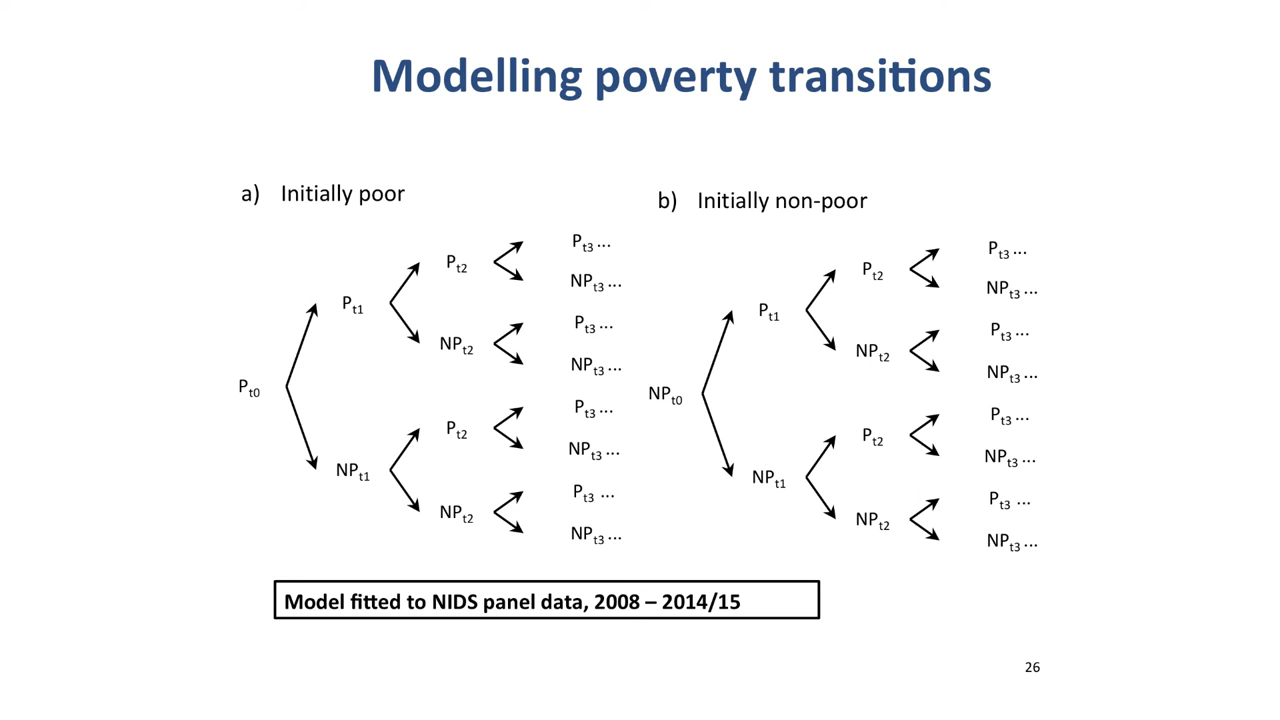 Modelling poverty transitions
a) Initially poor
P_t0
P_t1
NP_t1
P_t2
NP_t2
P_t2
NP_t2
P_t3 ...
NP_t3 ...
P_t3 ...
NP_t3 ...
P_t3 ...
NP_t3 ...
P_t3 ...
NP_t3 ...
b) Initially non-poor
NP_t0
P_t1
NP_t1
P_t2
NP_t2
P_t2
NP_t2
P_t3 ...
NP_t3 ...
P_t3 ...
NP_t3 ...
P_t3 ...
NP_t3 ...
P_t3 ...
NP_t3 ...
Model fitted to NIDS panel data, 2008 – 2014/15
26